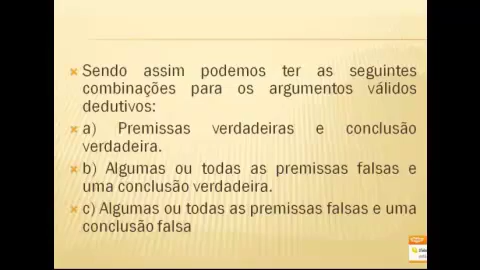 Sendo assim podemos ter as seguintes
combinações para os argumentos válidos
dedutivos:
a) Premissas verdadeiras e conclusão
verdadeira.
b) Algumas ou todas as premissas falsas e
uma conclusão verdadeira.
c) Algumas ou todas as premissas falsas e uma
conclusão falsa